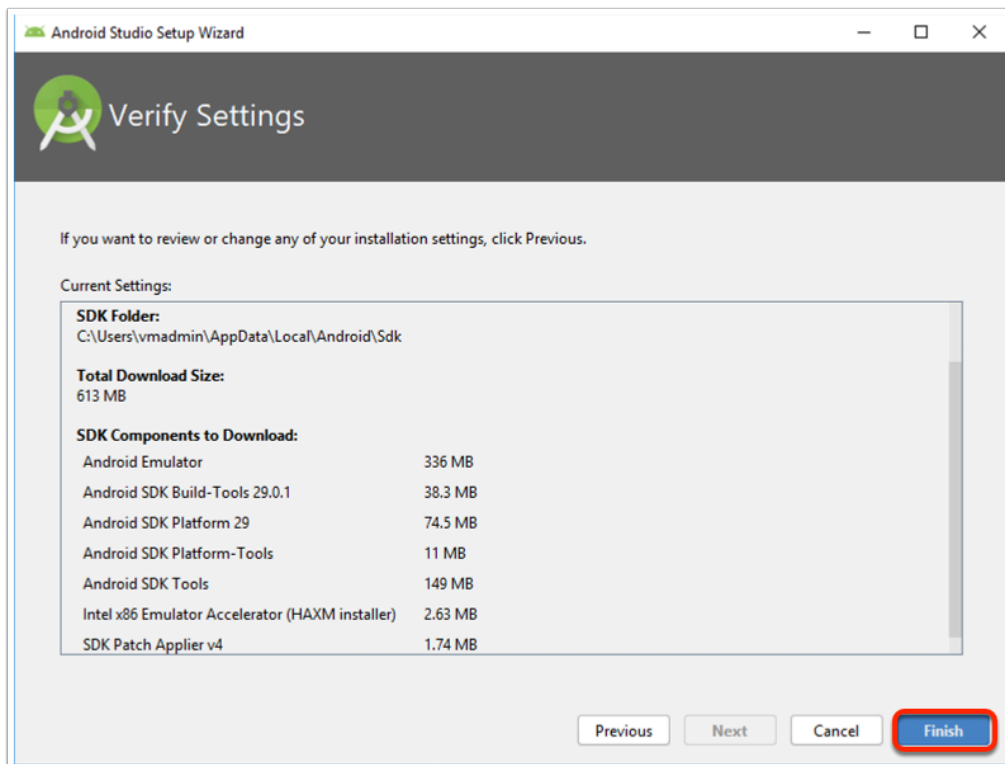 Android Studio Setup Wizard
Verify Settings
If you want to review or change any of your installation settings, click Previous.
Current Settings:
SDK Folder:
C:\Users\vmadmin\AppData\Local\Android\Sdk
Total Download Size:
613 MB
SDK Components to Download:
Android Emulator 336 MB
Android SDK Build-Tools 29.0.1 38.3 MB
Android SDK Platform 29 74.5 MB
Android SDK Platform-Tools 11 MB
Android SDK Tools 149 MB
Intel x86 Emulator Accelerator (HAXM installer) 2.63 MB
SDK Patch Applier v4 1.74 MB
Previous Next Cancel Finish